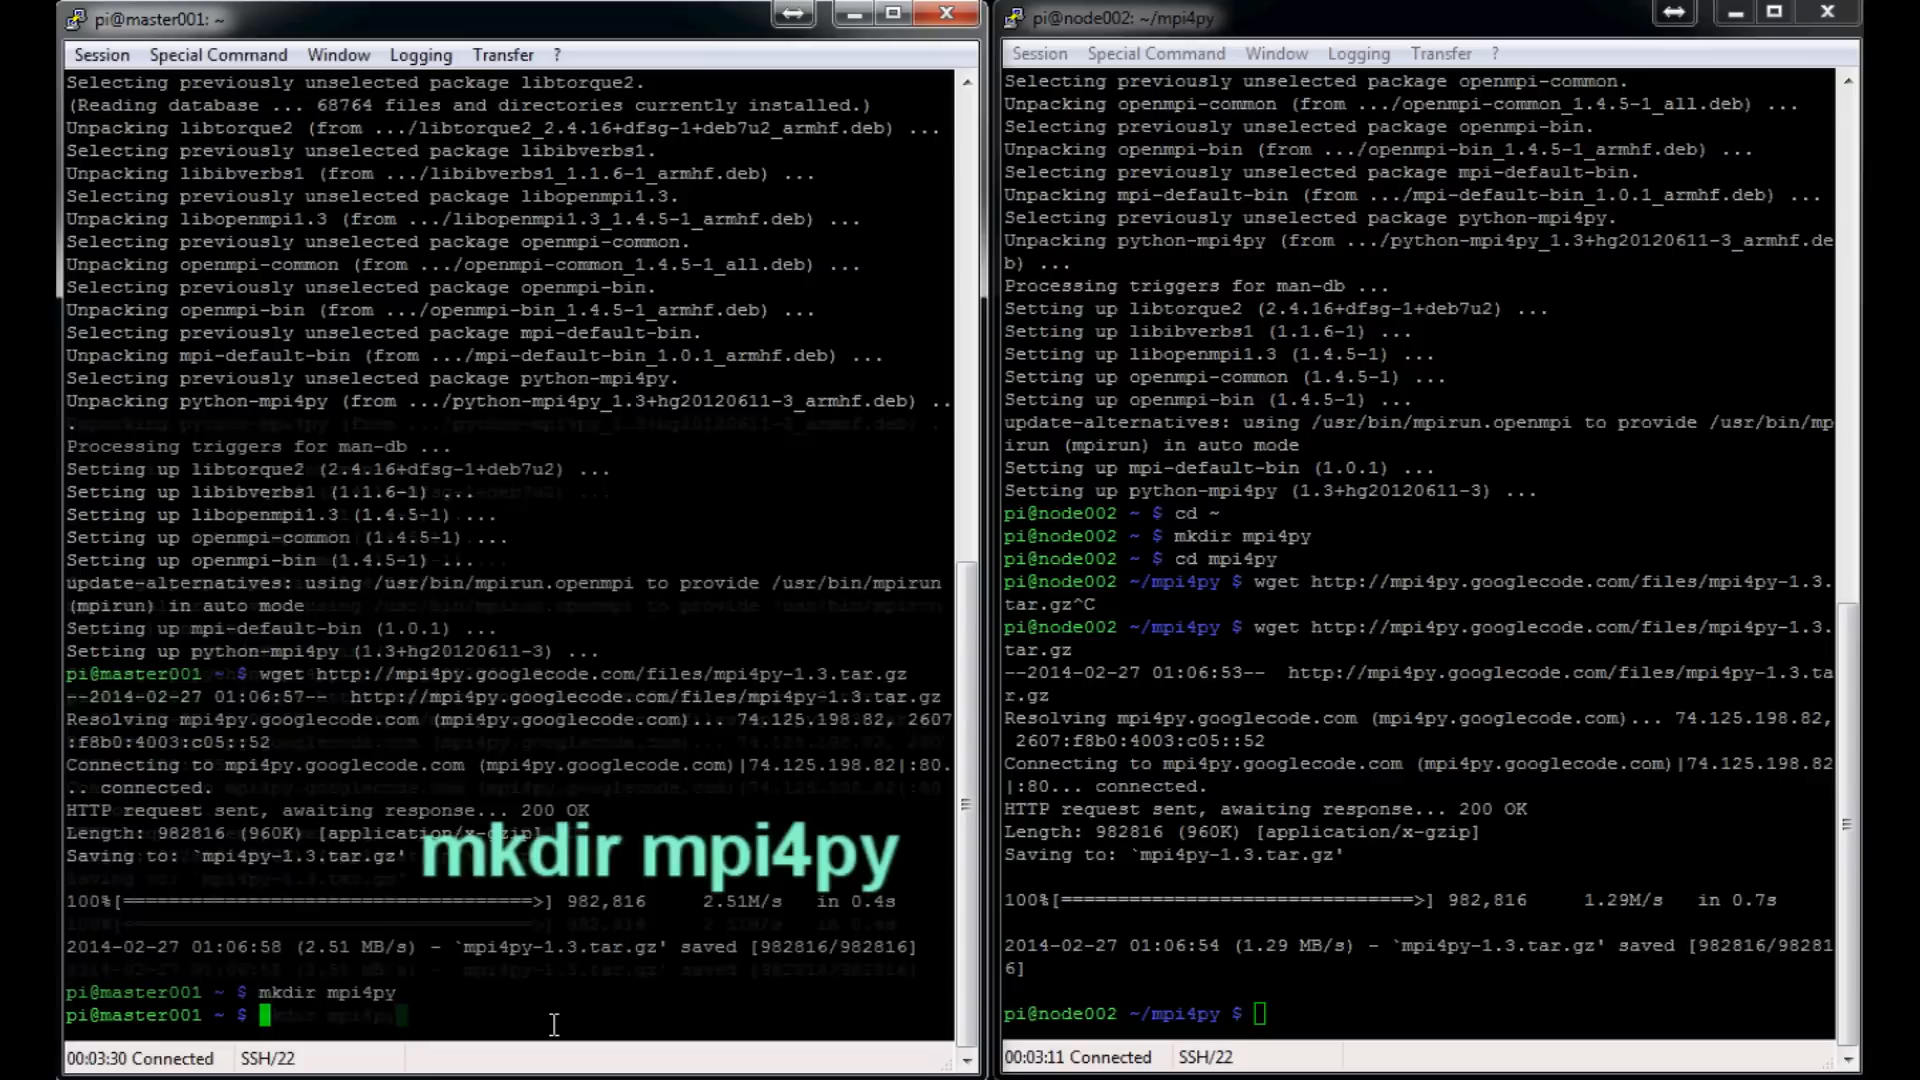 pi@master001: ~
Session Special Command Window Logging Transfer ?
Selecting previously unselected package libtorque2.
(Reading database ... 68764 files and directories currently installed.)
Unpacking libtorque2 (from .../libtorque2_2.4.16+dfsg-1+deb7u2_armhf.deb) ...
Selecting previously unselected package libibverbs1.
Unpacking libibverbs1 (from .../libibverbs1_1.1.6-1_armhf.deb) ...
Selecting previously unselected package libopenmpi1.3.
Unpacking libopenmpi1.3 (from .../libopenmpi1.3_1.4.5-1_armhf.deb) ...
Selecting previously unselected package openmpi-common.
Unpacking openmpi-common (from .../openmpi-common_1.4.5-1_all.deb) ...
Selecting previously unselected package openmpi-bin.
Unpacking openmpi-bin (from .../openmpi-bin_1.4.5-1_armhf.deb) ...
Selecting previously unselected package mpi-default-bin.
Unpacking mpi-default-bin (from .../mpi-default-bin_1.0.1_armhf.deb) ...
Selecting previously unselected package python-mpi4py.
Unpacking python-mpi4py (from .../python-mpi4py_1.3+hg20120611-3_armhf.deb) ..
.
Processing triggers for man-db ...
Setting up libtorque2 (2.4.16+dfsg-1+deb7u2) ...
Setting up libibverbs1 (1.1.6-1) ...
Setting up libopenmpi1.3 (1.4.5-1) ...
Setting up openmpi-common (1.4.5-1) ...
Setting up openmpi-bin (1.4.5-1) ...
update-alternatives: using /usr/bin/mpirun.openmpi to provide /usr/bin/mpirun
(mpirun) in auto mode
Setting up mpi-default-bin (1.0.1) ...
Setting up python-mpi4py (1.3+hg20120611-3) ...
pi@master001 ~ $ wget http://mpi4py.googlecode.com/files/mpi4py-1.3.tar.gz
--2014-02-27 01:06:57--  http://mpi4py.googlecode.com/files/mpi4py-1.3.tar.gz
Resolving mpi4py.googlecode.com (mpi4py.googlecode.com)... 74.125.198.82, 2607
:f8b0:4003:c05::52
Connecting to mpi4py.googlecode.com (mpi4py.googlecode.com)|74.125.198.82|:80.
.. connected.
HTTP request sent, awaiting response... 200 OK
Length: 982816 (960K) [application/x-gzip]
Saving to: `mpi4py-1.3.tar.gz'
mkdir mpi4py
100%[====================================>] 982,816 2.51M/s in 0.4s
2014-02-27 01:06:58 (2.51 MB/s) - `mpi4py-1.3.tar.gz' saved [982816/982816]
pi@master001 ~ $ mkdir mpi4py
pi@master001 ~ $
00:03:30 Connected SSH/22
pi@node002: ~/mpi4py
Session Special Command Window Logging Transfer ?
Selecting previously unselected package openmpi-common.
Unpacking openmpi-common (from .../openmpi-common_1.4.5-1_all.deb) ...
Selecting previously unselected package openmpi-bin.
Unpacking openmpi-bin (from .../openmpi-bin_1.4.5-1_armhf.deb) ...
Selecting previously unselected package mpi-default-bin.
Unpacking mpi-default-bin (from .../mpi-default-bin_1.0.1_armhf.deb) ...
Selecting previously unselected package python-mpi4py.
Unpacking python-mpi4py (from .../python-mpi4py_1.3+hg20120611-3_armhf.de
b) ...
Processing triggers for man-db ...
Setting up libtorque2 (2.4.16+dfsg-1+deb7u2) ...
Setting up libibverbs1 (1.1.6-1) ...
Setting up libopenmpi1.3 (1.4.5-1) ...
Setting up openmpi-common (1.4.5-1) ...
Setting up openmpi-bin (1.4.5-1) ...
update-alternatives: using /usr/bin/mpirun.openmpi to provide /usr/bin/mp
irun (mpirun) in auto mode
Setting up mpi-default-bin (1.0.1) ...
Setting up python-mpi4py (1.3+hg20120611-3) ...
pi@node002 ~ $ cd ~
pi@node002 ~ $ mkdir mpi4py
pi@node002 ~ $ cd mpi4py
pi@node002 ~/mpi4py $ wget http://mpi4py.googlecode.com/files/mpi4py-1.3.
tar.gz^C
pi@node002 ~/mpi4py $ wget http://mpi4py.googlecode.com/files/mpi4py-1.3.
tar.gz
--2014-02-27 01:06:53--  http://mpi4py.googlecode.com/files/mpi4py-1.3.ta
r.gz
Resolving mpi4py.googlecode.com (mpi4py.googlecode.com)... 74.125.198.82,
2607:f8b0:4003:c05::52
Connecting to mpi4py.googlecode.com (mpi4py.googlecode.com)|74.125.198.82
|:80... connected.
HTTP request sent, awaiting response... 200 OK
Length: 982816 (960K) [application/x-gzip]
Saving to: `mpi4py-1.3.tar.gz'
100%[===============================>] 982,816 1.29M/s in 0.7s
2014-02-27 01:06:54 (1.29 MB/s) - `mpi4py-1.3.tar.gz' saved [982816/98281
6]
pi@node002 ~/mpi4py $
00:03:11 Connected SSH/22